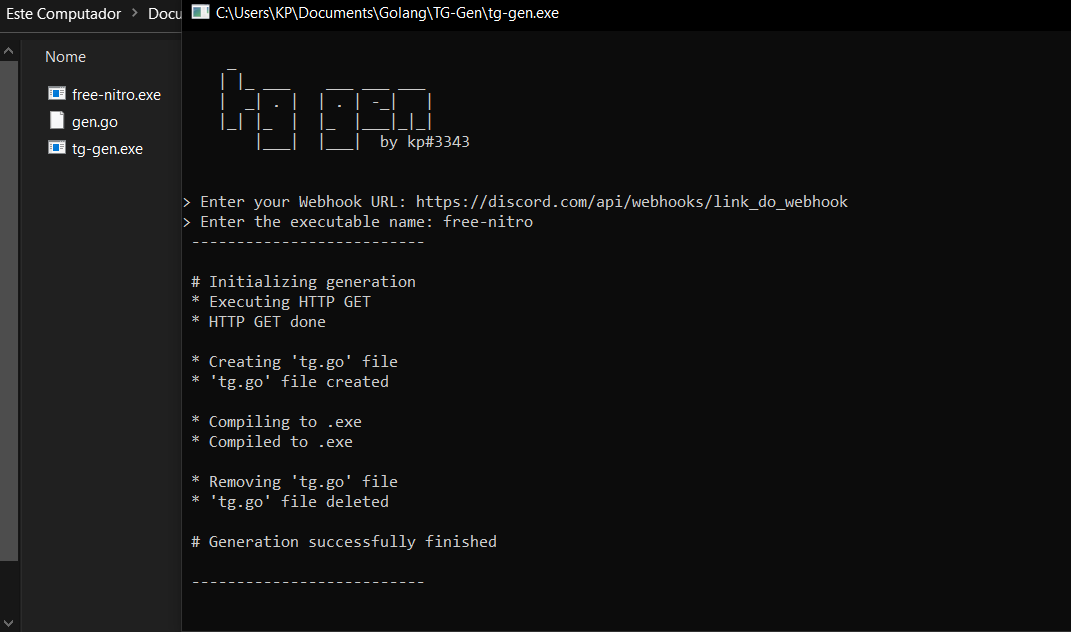 Este Computador > Docu
C:\Users\KP\Documents\Golang\TG-Gen\tg-gen.exe
Nome
free-nitro.exe
gen.go
tg-gen.exe
tg gen
by kp#3343
> Enter your Webhook URL: https://discord.com/api/webhooks/link_do_webhook
> Enter the executable name: free-nitro
--------------------------
# Initializing generation
* Executing HTTP GET
* HTTP GET done
* Creating 'tg.go' file
* 'tg.go' file created
* Compiling to .exe
* Compiled to .exe
* Removing 'tg.go' file
* 'tg.go' file deleted
# Generation successfully finished
--------------------------